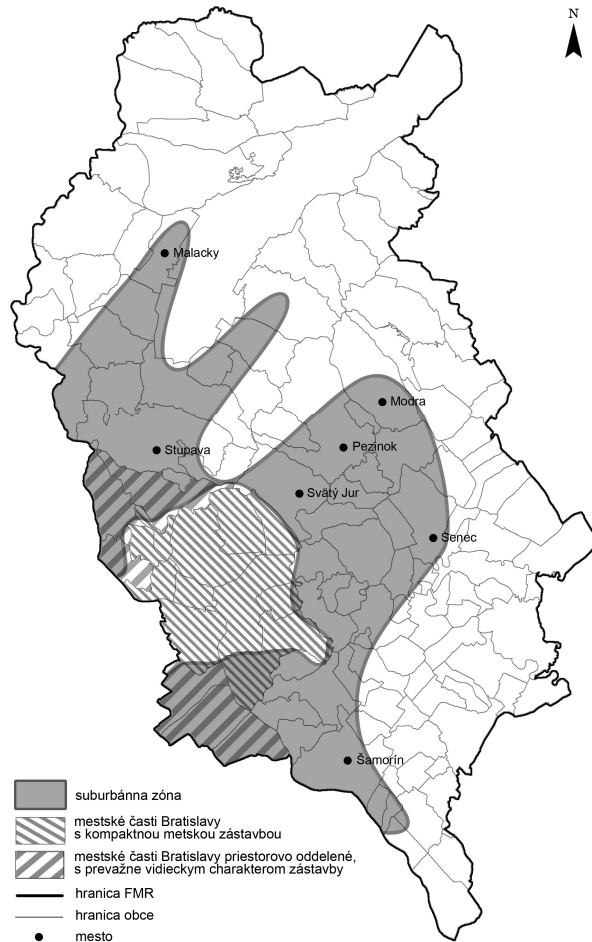 N
Malacky
Modra
Stupava
Pezinok
Svätý Jur
Senec
Šamorín
suburbánna zóna
mestské časti Bratislavy
s kompaktnou metskou zástavbou
mestské časti Bratislavy priestorovo oddelené,
s prevažne vidieckym charakterom zástavby
hranica FMR
hranica obce
mesto